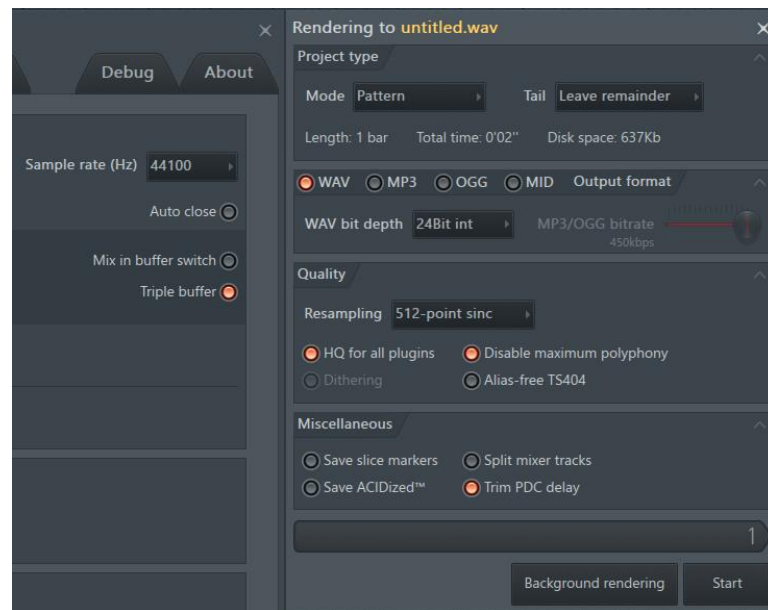 Debug About
Sample rate (Hz) 44100
Auto close
Mix in buffer switch
Triple buffer
Rendering to untitled.wav
Project type
Mode Pattern Tail Leave remainder
Length: 1 bar Total time: 0'02'' Disk space: 637Kb
WAV MP3 OGG MID Output format
WAV bit depth 24Bit int MP3/OGG bitrate
450kbps
Quality
Resampling 512-point sinc
HQ for all plugins Disable maximum polyphony
Dithering Alias-free TS404
Miscellaneous
Save slice markers Split mixer tracks
Save ACIDized™ Trim PDC delay
1
Background rendering Start